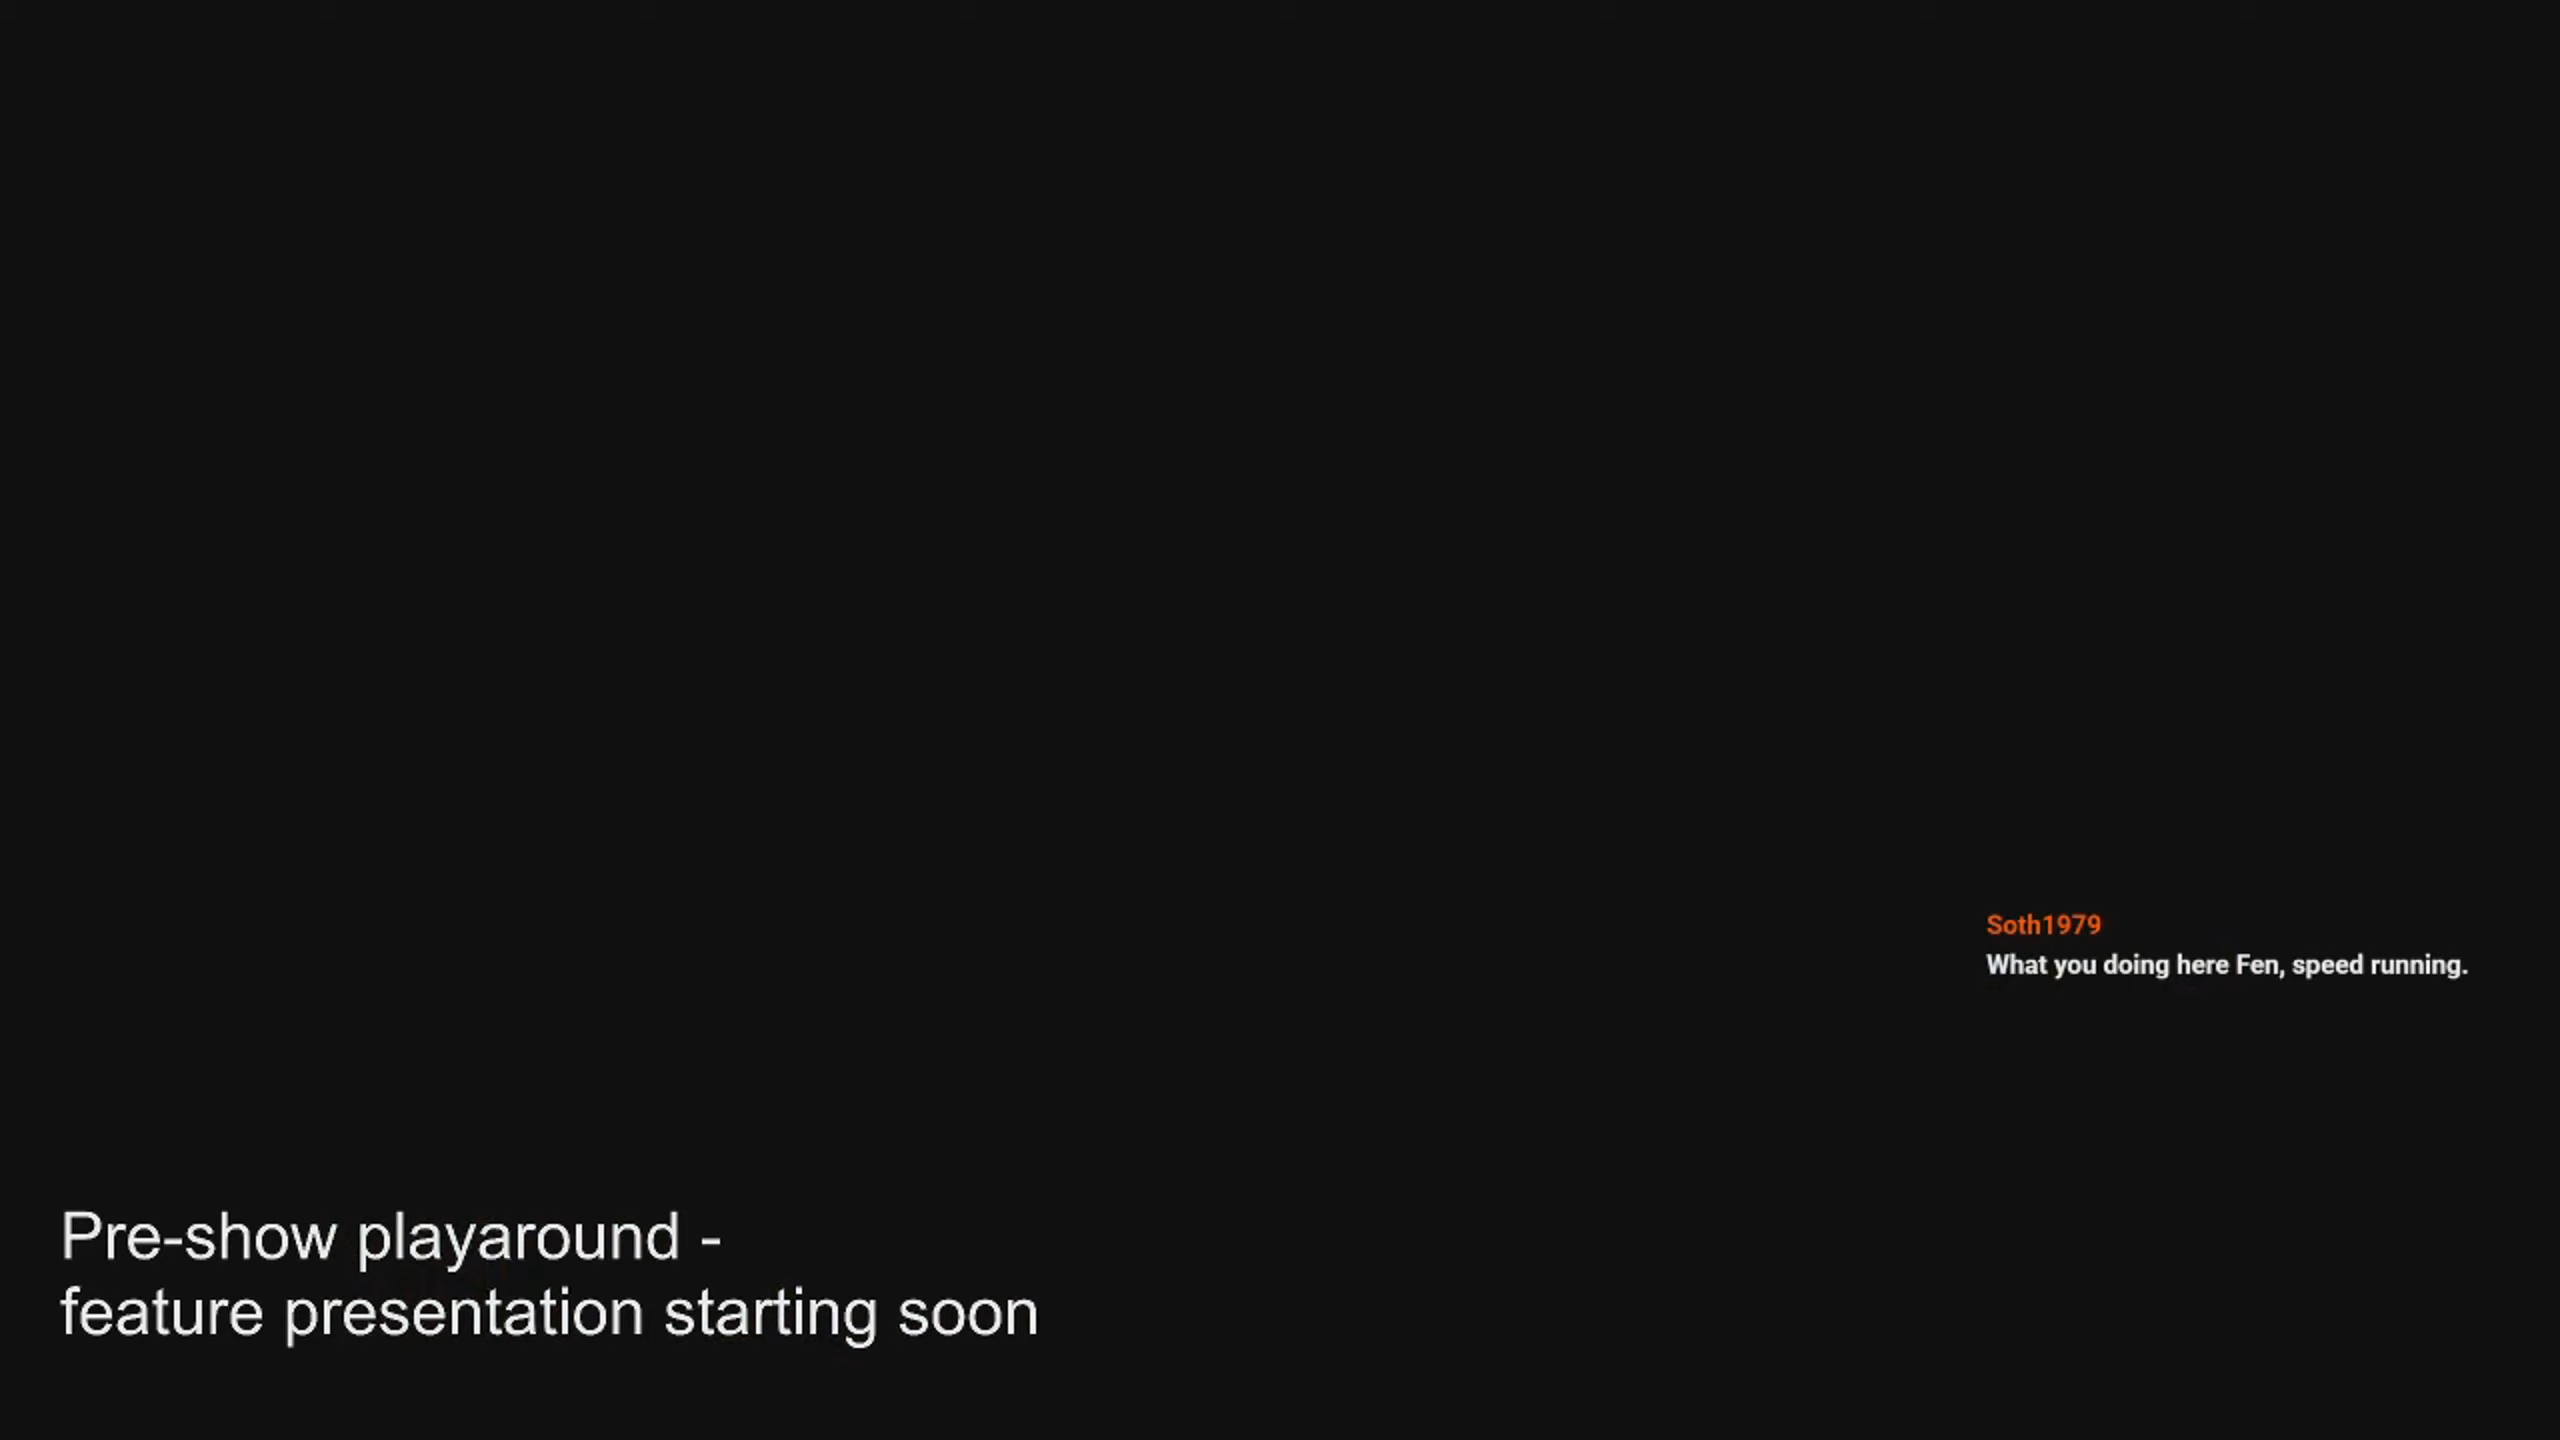 Soth1979
What you doing here Fen, speed running.
Pre-show playaround -
feature presentation starting soon